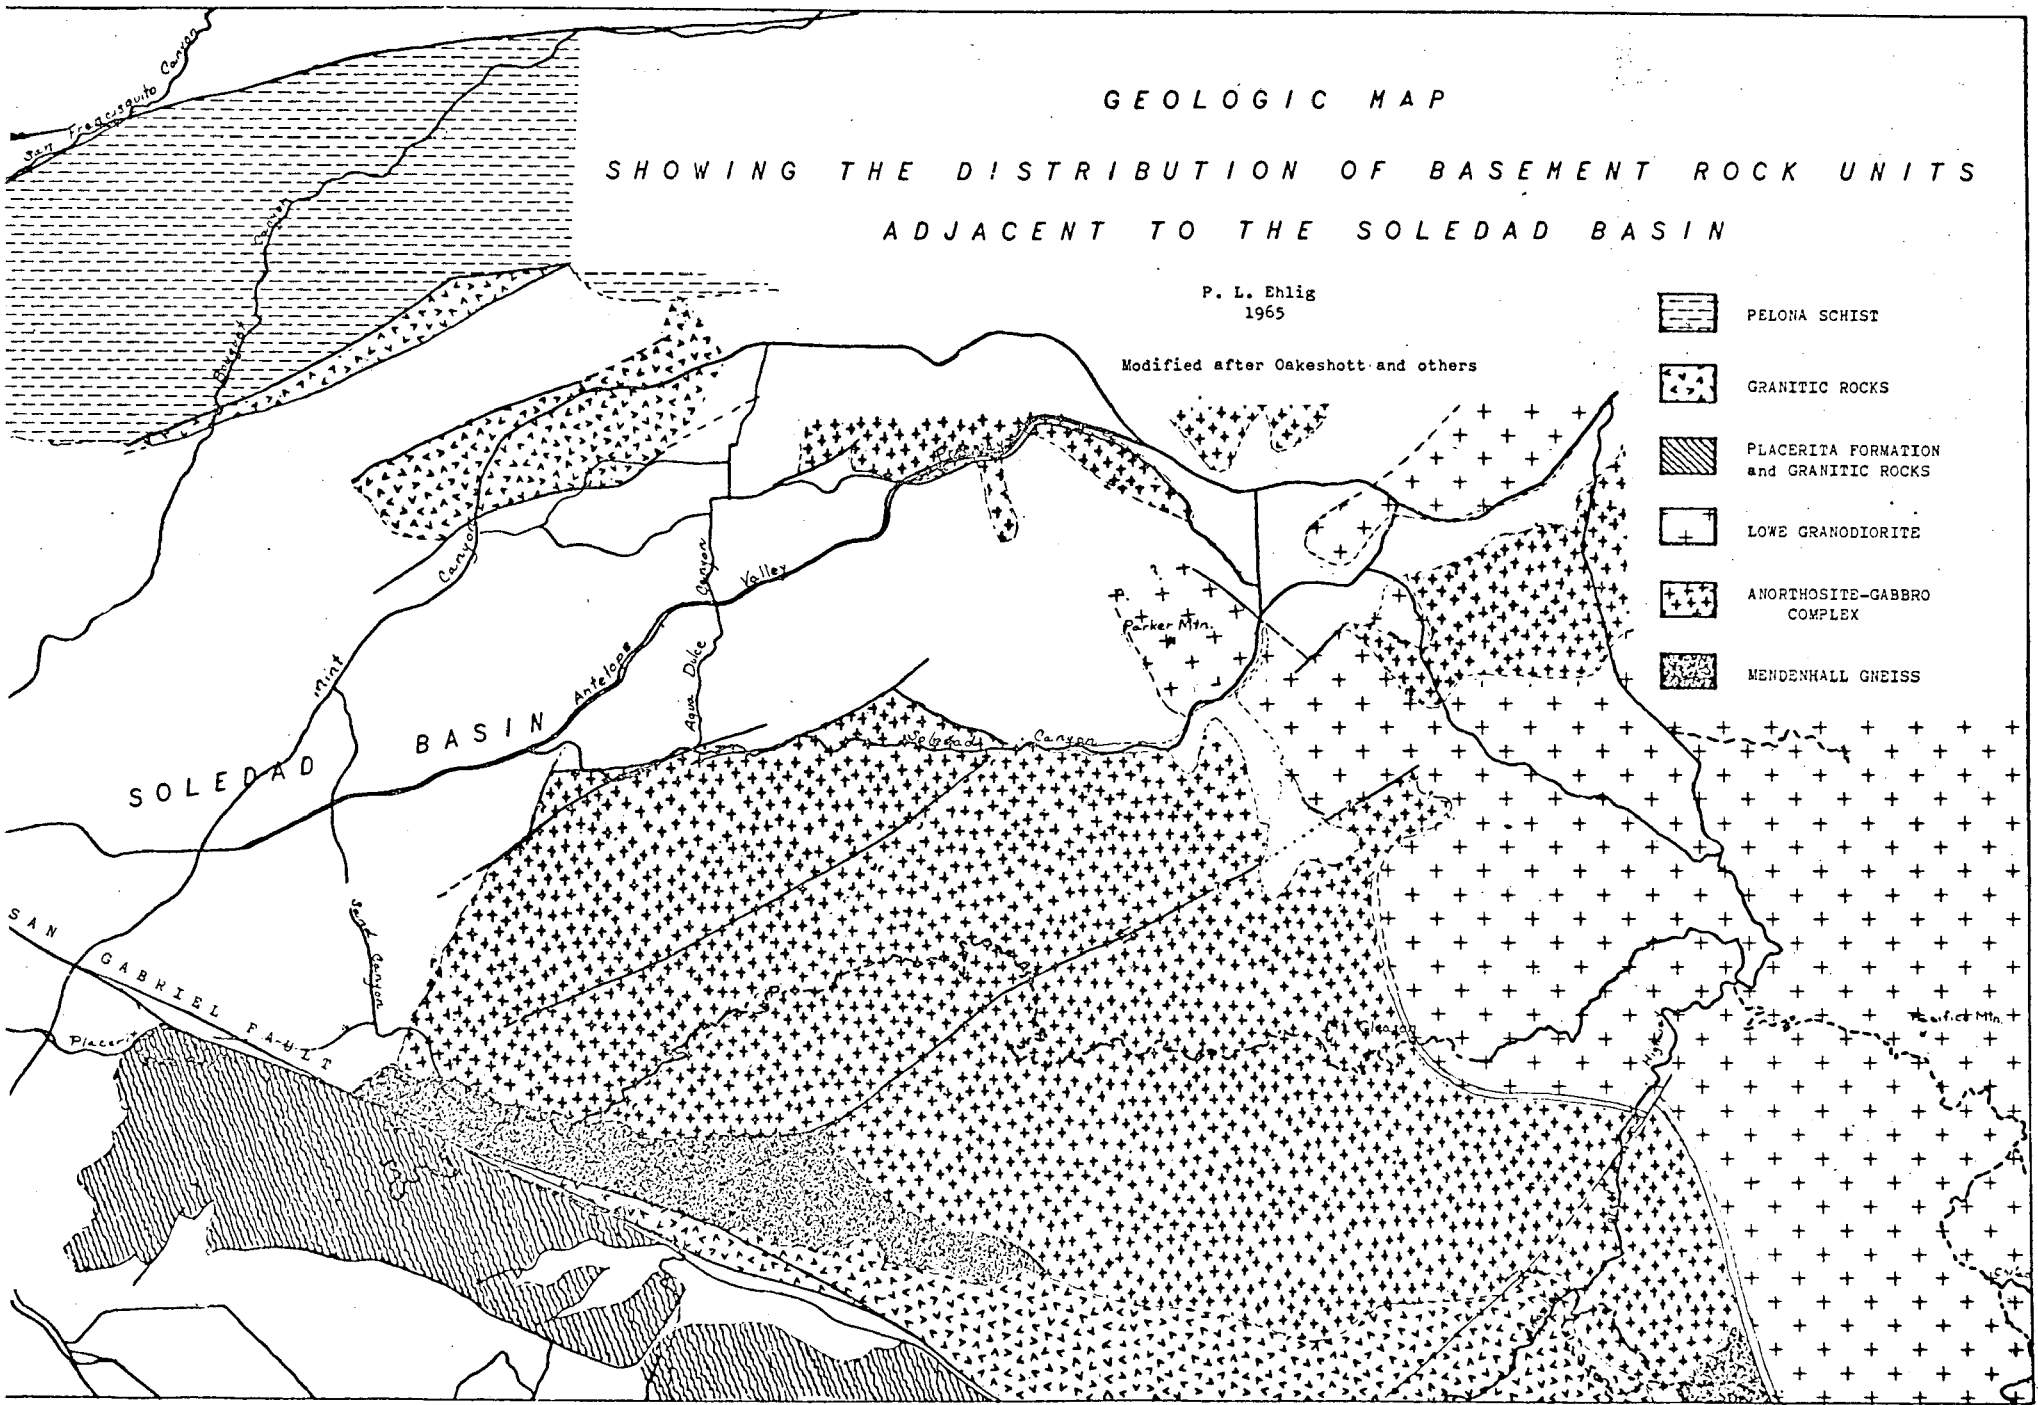 GEOLOGIC MAP
SHOWING THE DISTRIBUTION OF BASEMENT ROCK UNITS
ADJACENT TO THE SOLEDAD BASIN
P. L. Ehlig
1965
Modified after Oakeshott and others
PELONA SCHIST
GRANITIC ROCKS
PLACERITA FORMATION
and GRANITIC ROCKS
LOWE GRANODIORITE
ANORTHOSITE-GABBRO
COMPLEX
MENDENHALL GNEISS
San Francisquito Canyon
Bouquet Canyon
Mint Canyon
Agua Dulce Canyon
Antelope Valley
Parker Mtn.
Soledad Canyon
SOLEDAD BASIN
Sand Canyon
SAN GABRIEL FAULT
Placerita
Gleason
Pacifico Mtn.